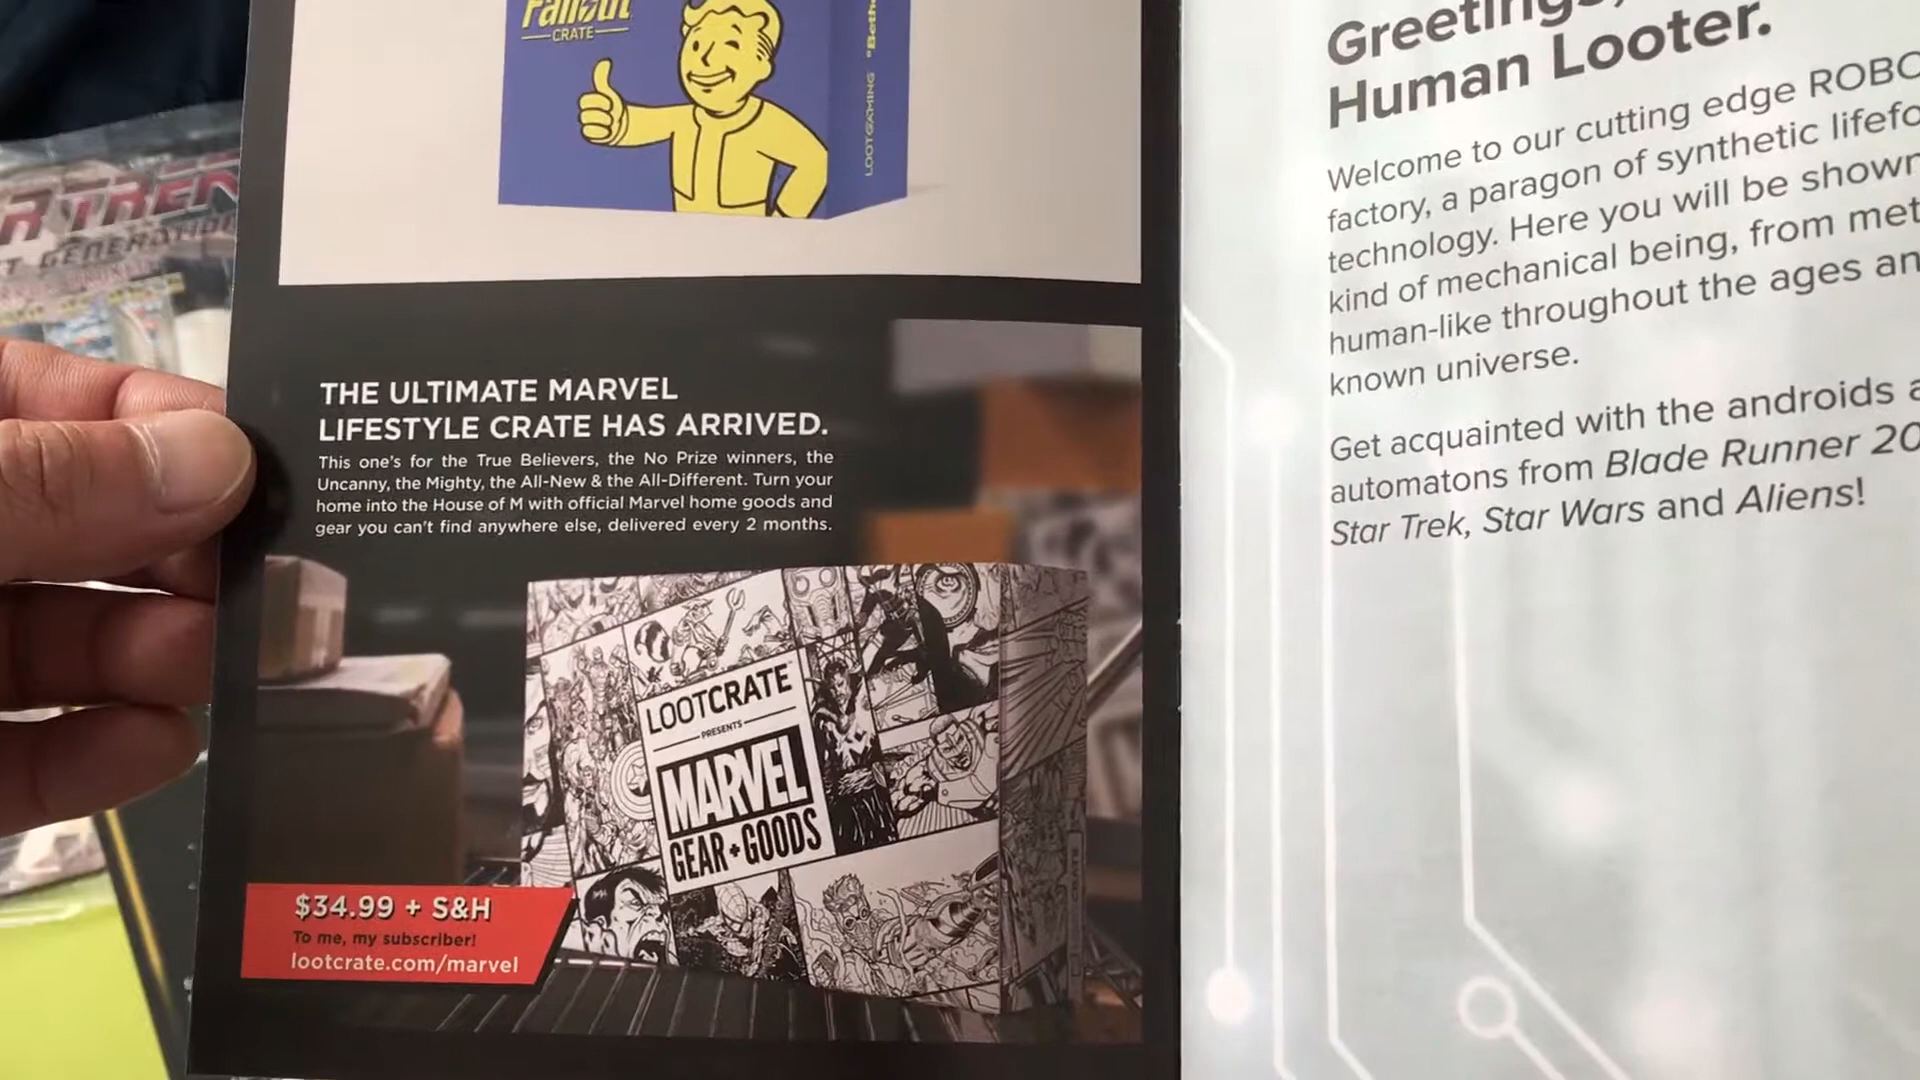 Fallout
CRATE
LOOTGAMING
THE ULTIMATE MARVEL
LIFESTYLE CRATE HAS ARRIVED.
This one's for the True Believers, the No Prize winners, the
Uncanny, the Mighty, the All-New & the All-Different. Turn your
home into the House of M with official Marvel home goods and
gear you can't find anywhere else, delivered every 2 months.
LOOTCRATE
PRESENTS
MARVEL
GEAR + GOODS
$34.99 + S&H
To me, my subscriber!
lootcrate.com/marvel
Greetings,
Human Looter.
Welcome to our cutting edge
factory, a paragon of synthetic
technology. Here you will be shown
kind of mechanical being, from
human-like throughout the ages
known universe.
Get acquainted with the androids
automatons from Blade Runner
Star Trek, Star Wars and Aliens!
TREK
GENERATION